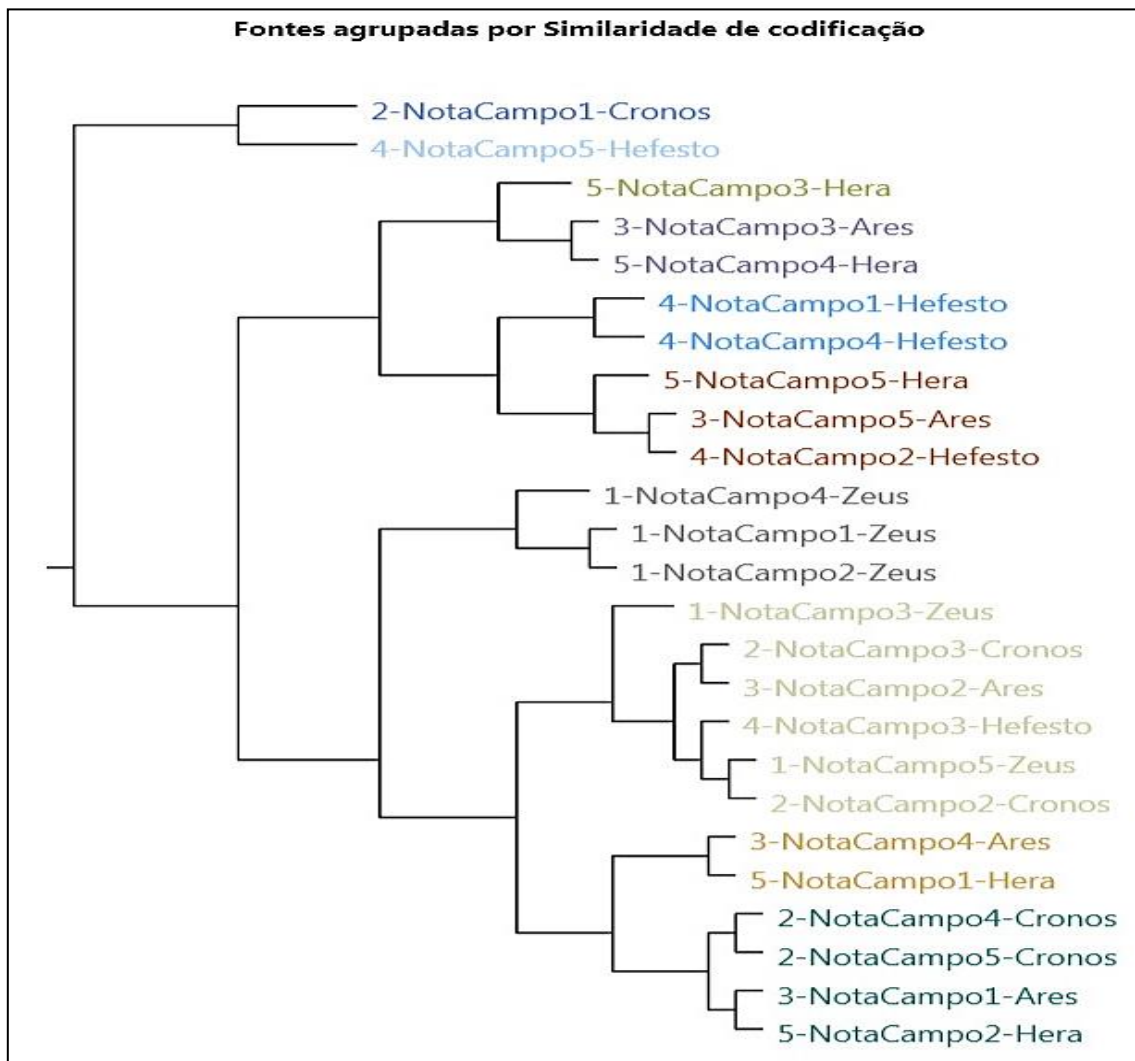 Fontes agrupadas por Similaridade de codificação
2-NotaCampo1-Cronos
4-NotaCampo5-Hefesto
5-NotaCampo3-Hera
3-NotaCampo3-Ares
5-NotaCampo4-Hera
4-NotaCampo1-Hefesto
4-NotaCampo4-Hefesto
5-NotaCampo5-Hera
3-NotaCampo5-Ares
4-NotaCampo2-Hefesto
1-NotaCampo4-Zeus
1-NotaCampo1-Zeus
1-NotaCampo2-Zeus
1-NotaCampo3-Zeus
2-NotaCampo3-Cronos
3-NotaCampo2-Ares
4-NotaCampo3-Hefesto
1-NotaCampo5-Zeus
2-NotaCampo2-Cronos
3-NotaCampo4-Ares
5-NotaCampo1-Hera
2-NotaCampo4-Cronos
2-NotaCampo5-Cronos
3-NotaCampo1-Ares
5-NotaCampo2-Hera